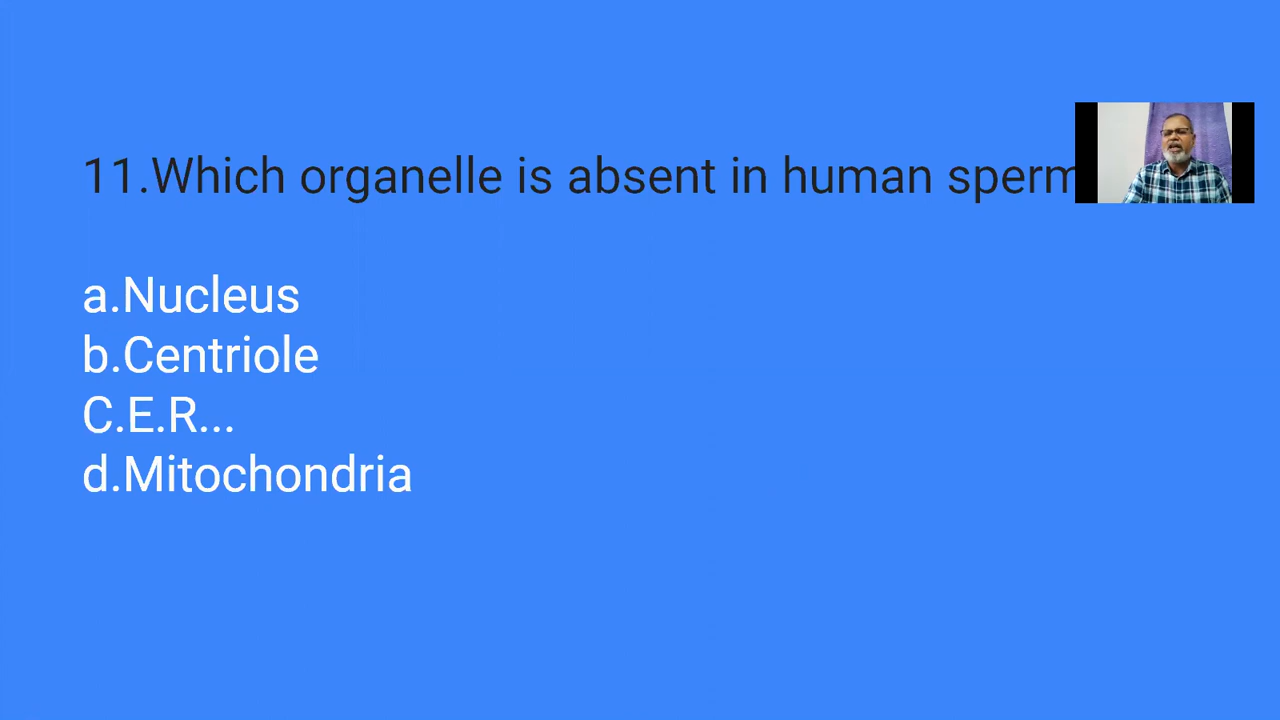 11.Which organelle is absent in human sperm
a.Nucleus
b.Centriole
C.E.R...
d.Mitochondria